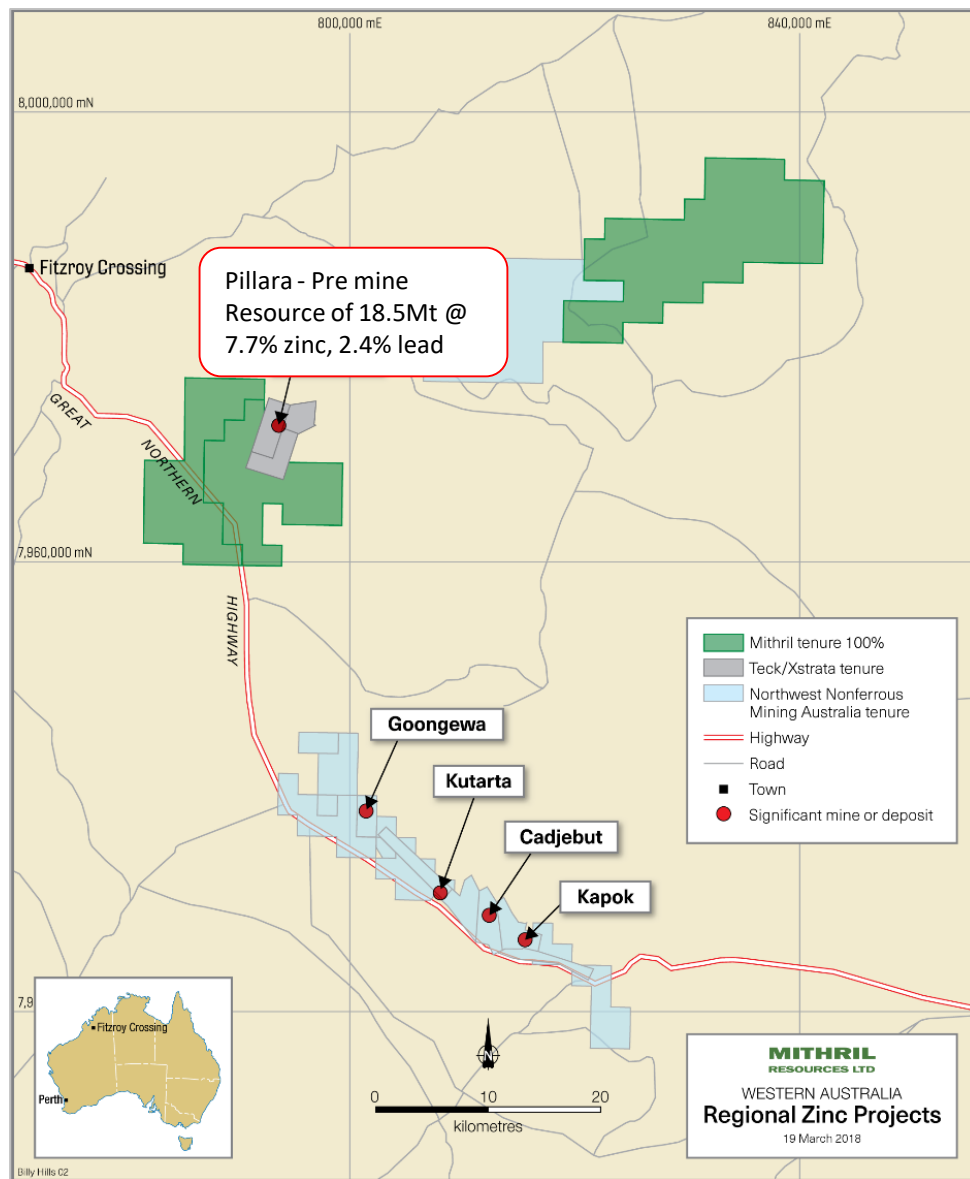 800,000 mE
840,000 mE
8,000,000 mN
Fitzroy Crossing
Pillara - Pre mine
Resource of 18.5Mt @
7.7% zinc, 2.4% lead
GREAT
NORTHERN
HIGHWAY
7,960,000 mN
Mithril tenure 100%
Teck/Xstrata tenure
Northwest Nonferrous
Mining Australia tenure
Highway
Road
Town
Significant mine or deposit
Goongewa
Kutarta
Cadjebut
Kapok
7,9
Fitzroy Crossing
Perth
N
0 10 20
kilometres
MITHRIL
RESOURCES LTD
WESTERN AUSTRALIA
Regional Zinc Projects
19 March 2018
Billy Hills C2